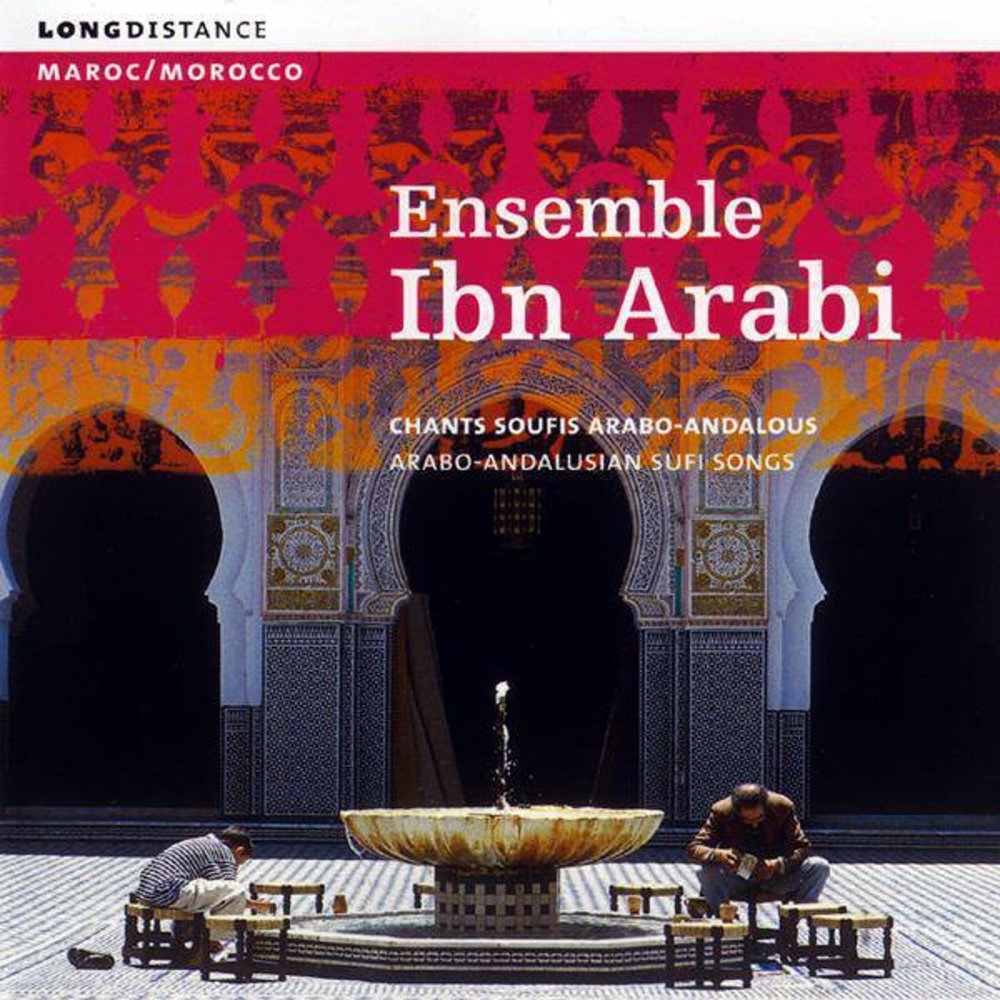 LONGDISTANCE
MAROC/MOROCCO
Ensemble
Ibn Arabi
CHANTS SOUFIS ARABO-ANDALOUS
ARABO-ANDALUSIAN SUFI SONGS